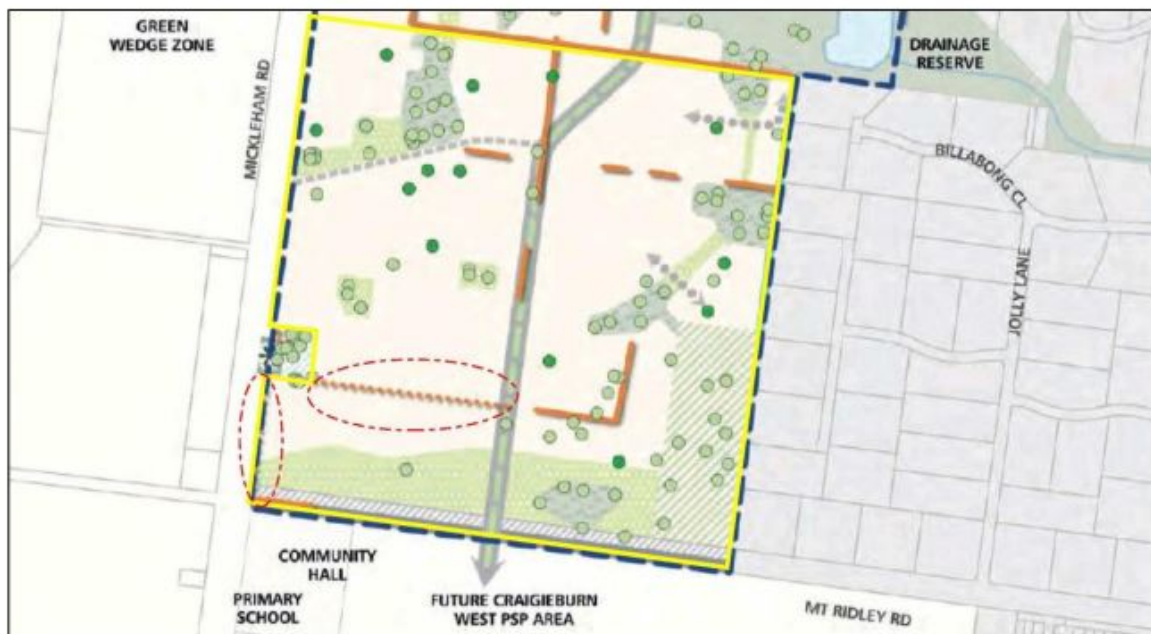 GREEN
WEDGE ZONE
MICKLEHAM RD
DRAINAGE
RESERVE
BILLABONG CL
JOLLY LANE
COMMUNITY
HALL
PRIMARY
SCHOOL
FUTURE CRAIGIEBURN
WEST PSP AREA
MT RIDLEY RD